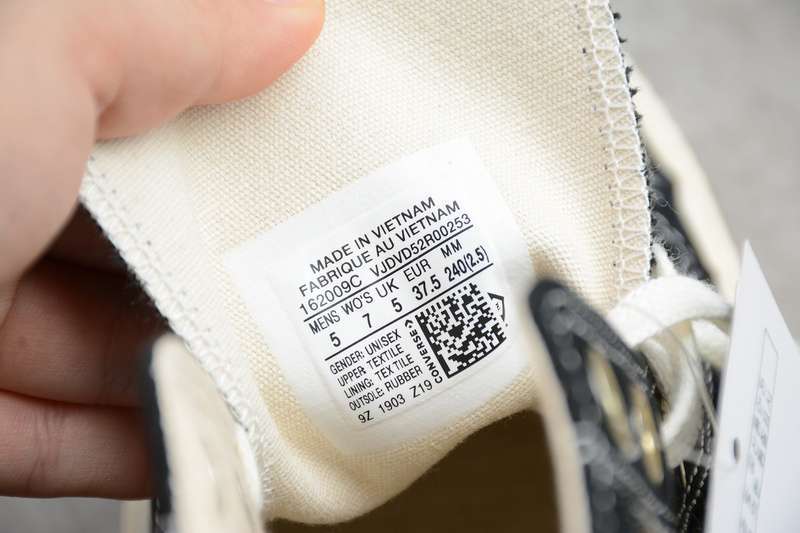 MADE IN VIETNAM
FABRIQUE AU VIETNAM
162009C VJDVD52R00253
MENS WO'S UK EUR MM
5 7 5 37.5 240(2.5)
GENDER: UNISEX
UPPER: TEXTILE
LINING: TEXTILE
OUTSOLE: RUBBER
9Z 1903 Z19
CONVERSE